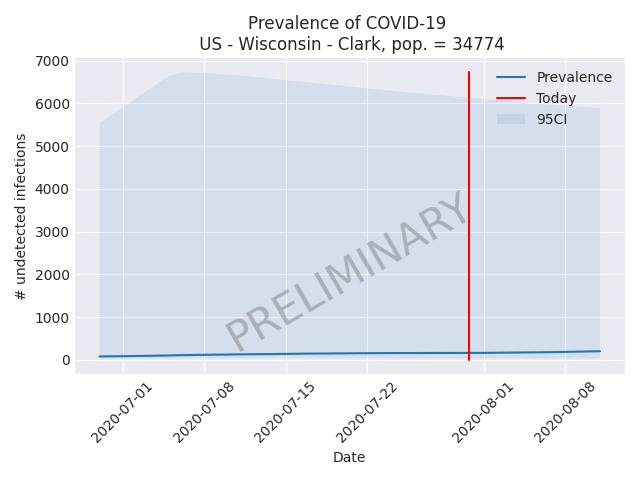 Prevalence of COVID-19
US - Wisconsin - Clark, pop. = 34774
7000
6000
5000
4000
3000
2000
1000
0
# undetected infections
Prevalence
Today
95CI
PRELIMINARY
2020-07-01
2020-07-08
2020-07-15
2020-07-22
2020-08-01
2020-08-08
Date